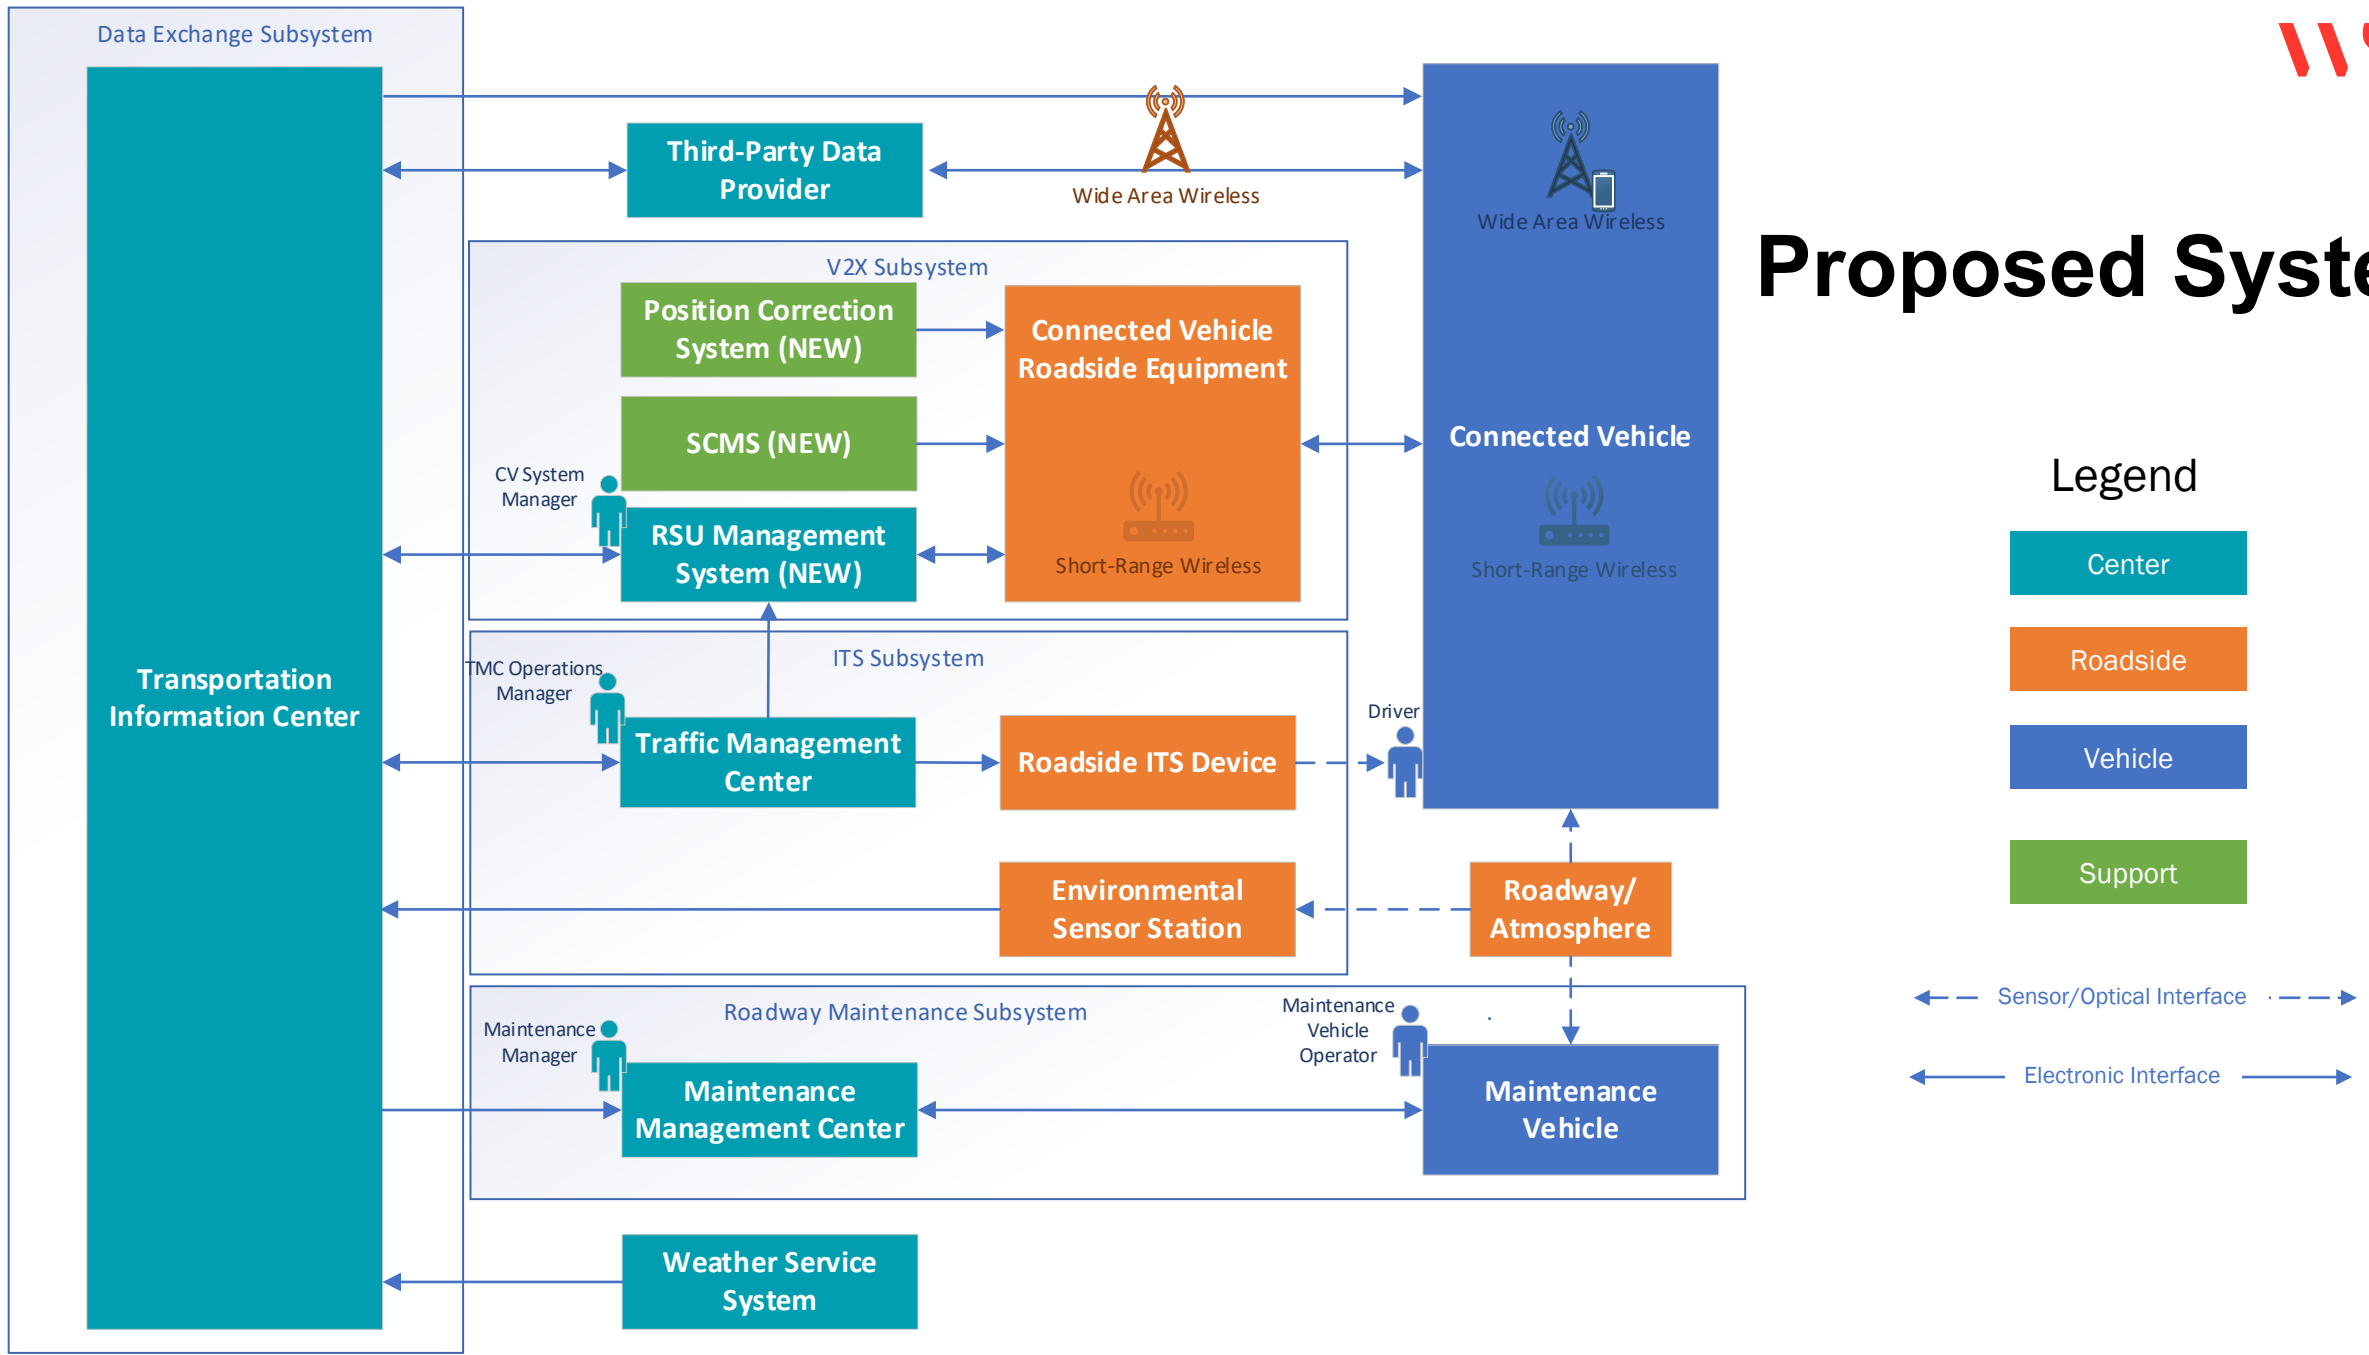 Data Exchange Subsystem
Transportation
Information Center
Third-Party Data
Provider
Wide Area Wireless
Wide Area Wireless
Connected Vehicle
Short-Range Wireless
V2X Subsystem
Position Correction
System (NEW)
SCMS (NEW)
CV System
Manager
RSU Management
System (NEW)
Connected Vehicle
Roadside Equipment
Short-Range Wireless
ITS Subsystem
TMC Operations
Manager
Traffic Management
Center
Roadside ITS Device
Driver
Environmental
Sensor Station
Roadway/
Atmosphere
Roadway Maintenance Subsystem
Maintenance
Manager
Maintenance
Management Center
Maintenance
Vehicle
Operator
Maintenance
Vehicle
Weather Service
System
Proposed Syste
Legend
Center
Roadside
Vehicle
Support
Sensor/Optical Interface
Electronic Interface